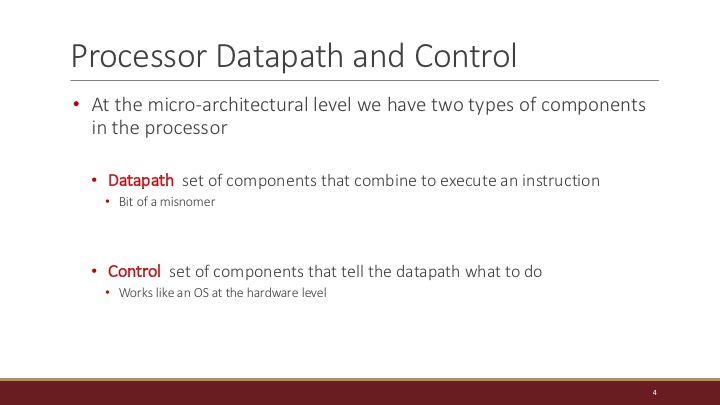 Processor Datapath and Control
• At the micro-architectural level we have two types of components
in the processor
• Datapath set of components that combine to execute an instruction
• Bit of a misnomer
• Control set of components that tell the datapath what to do
• Works like an OS at the hardware level
4